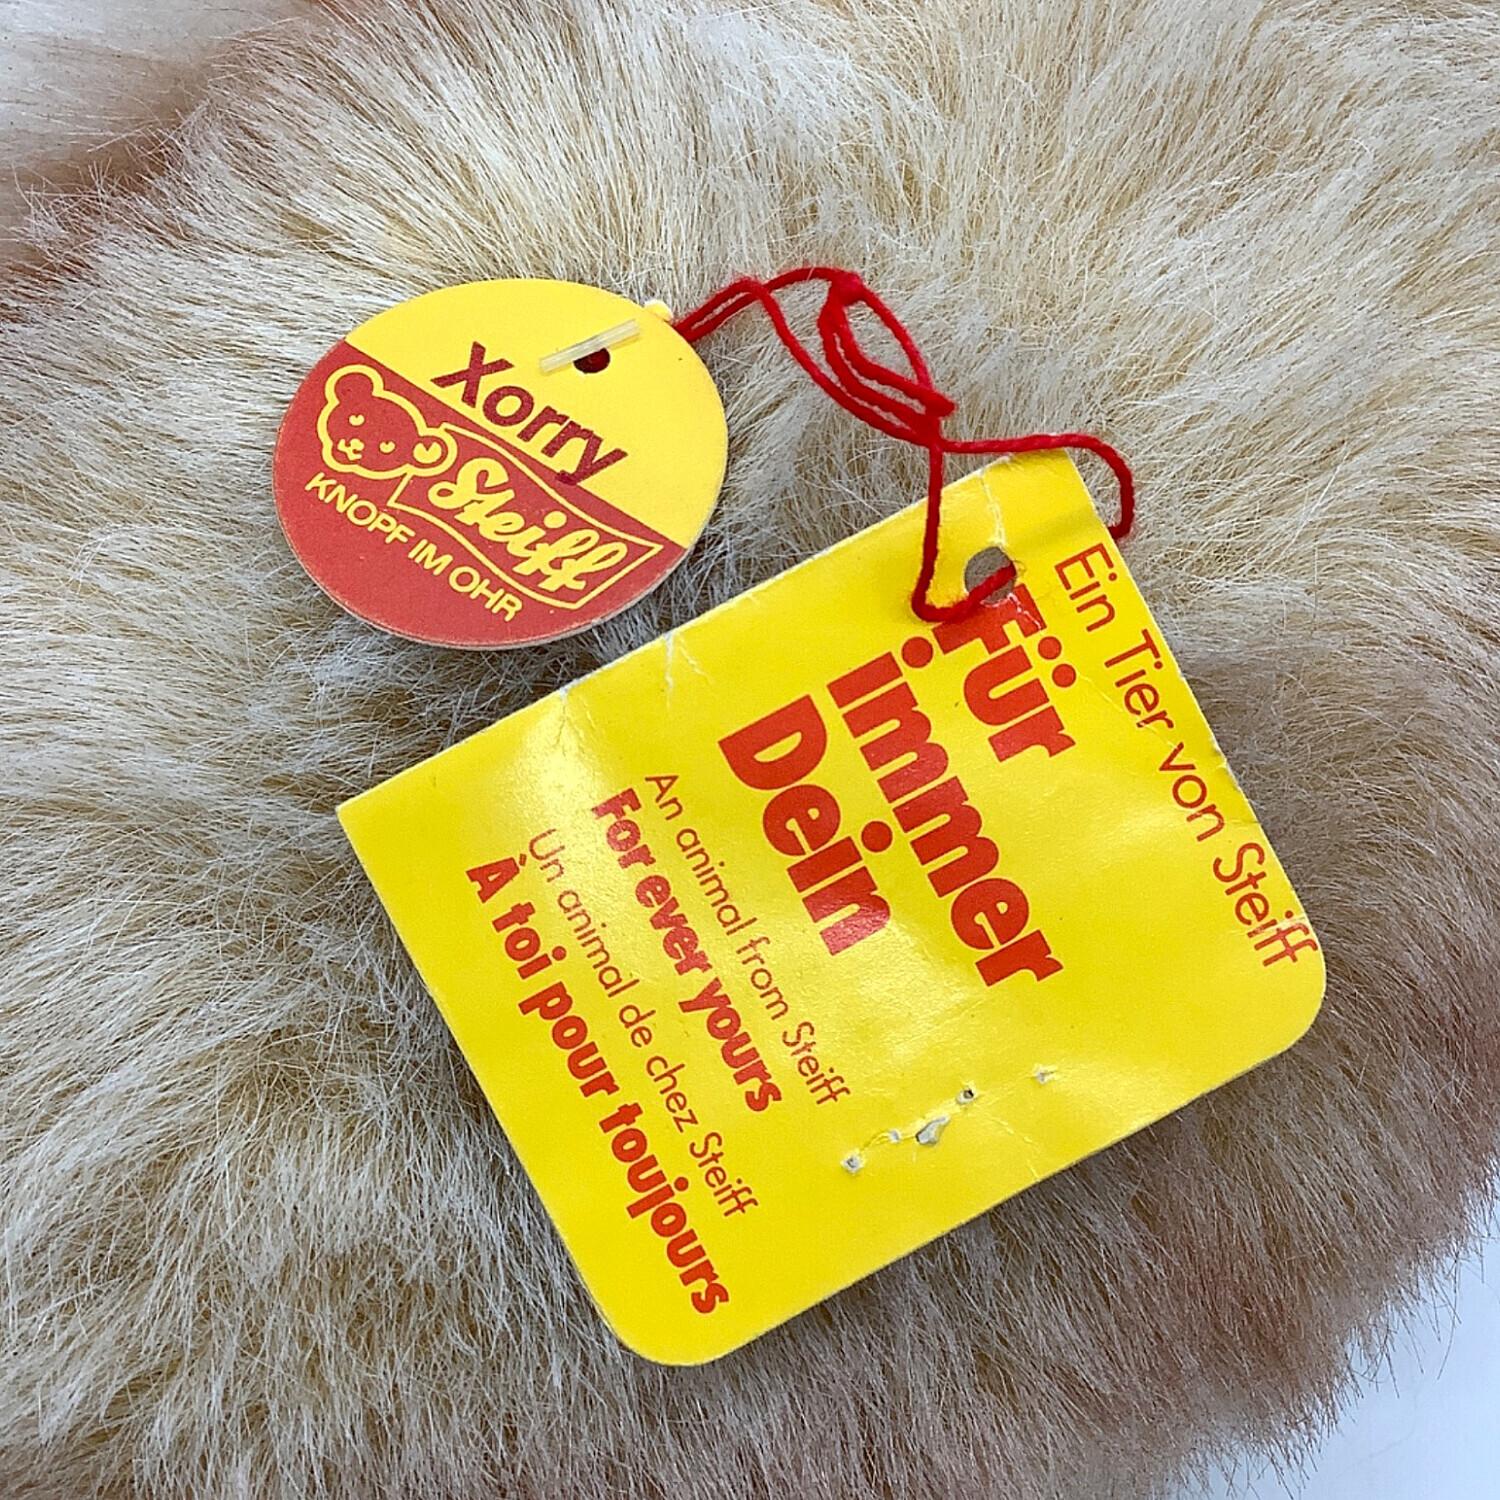 Xorry
Steiff
KNOPF IM OHR
Ein Tier von Steiff
Für
immer
Dein
An animal from Steiff
For ever yours
Un animal de chez Steiff
À toi pour toujours